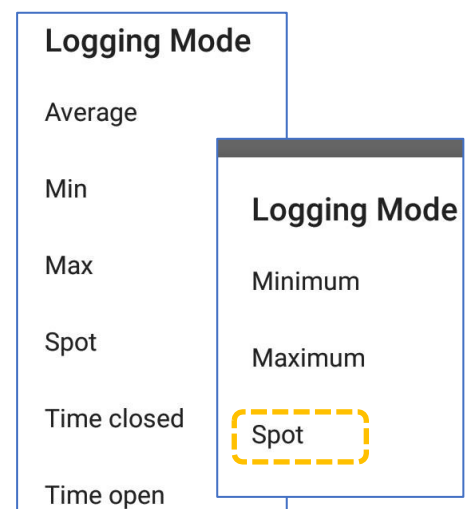 Logging Mode
Average
Min
Max
Spot
Time closed
Time open
Logging Mode
Minimum
Maximum
Spot